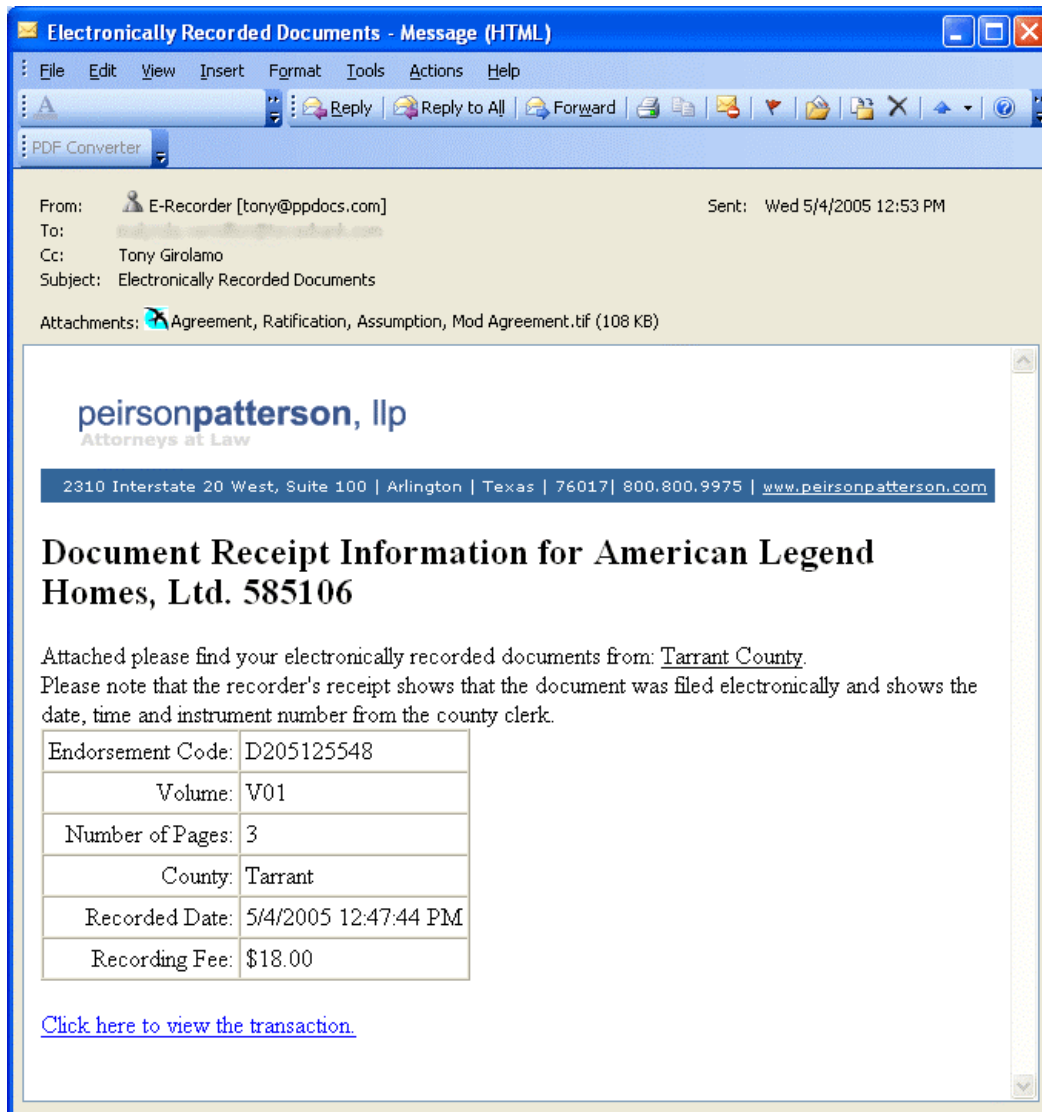 Electronically Recorded Documents - Message (HTML)
File Edit View Insert Format Tools Actions Help
A Reply Reply to All Forward
PDF Converter
From: E-Recorder [tony@ppdocs.com] Sent: Wed 5/4/2005 12:53 PM
To:
Cc: Tony Girolamo
Subject: Electronically Recorded Documents
Attachments: Agreement, Ratification, Assumption, Mod Agreement.tif (108 KB)
peirsonpatterson, llp
Attorneys at Law
2310 Interstate 20 West, Suite 100 | Arlington | Texas | 76017| 800.800.9975 | www.peirsonpatterson.com
Document Receipt Information for American Legend
Homes, Ltd. 585106
Attached please find your electronically recorded documents from: Tarrant County.
Please note that the recorder's receipt shows that the document was filed electronically and shows the
date, time and instrument number from the county clerk.
Endorsement Code: D205125548
Volume: V01
Number of Pages: 3
County: Tarrant
Recorded Date: 5/4/2005 12:47:44 PM
Recording Fee: $18.00
Click here to view the transaction.